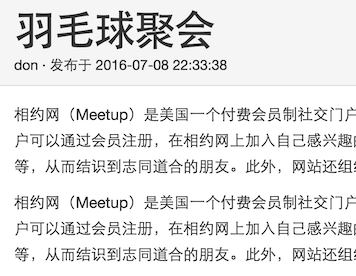 羽毛球聚会
don · 发布于 2016-07-08 22:33:38
相约网（Meetup）是美国一个付费会员制社交门户
户可以通过会员注册，在相约网上加入自己感兴趣
等，从而结识到志同道合的朋友。此外，网站还组
相约网（Meetup）是美国一个付费会员制社交门户
户可以通过会员注册，在相约网上加入自己感兴趣
等，从而结识到志同道合的朋友。此外，网站还组